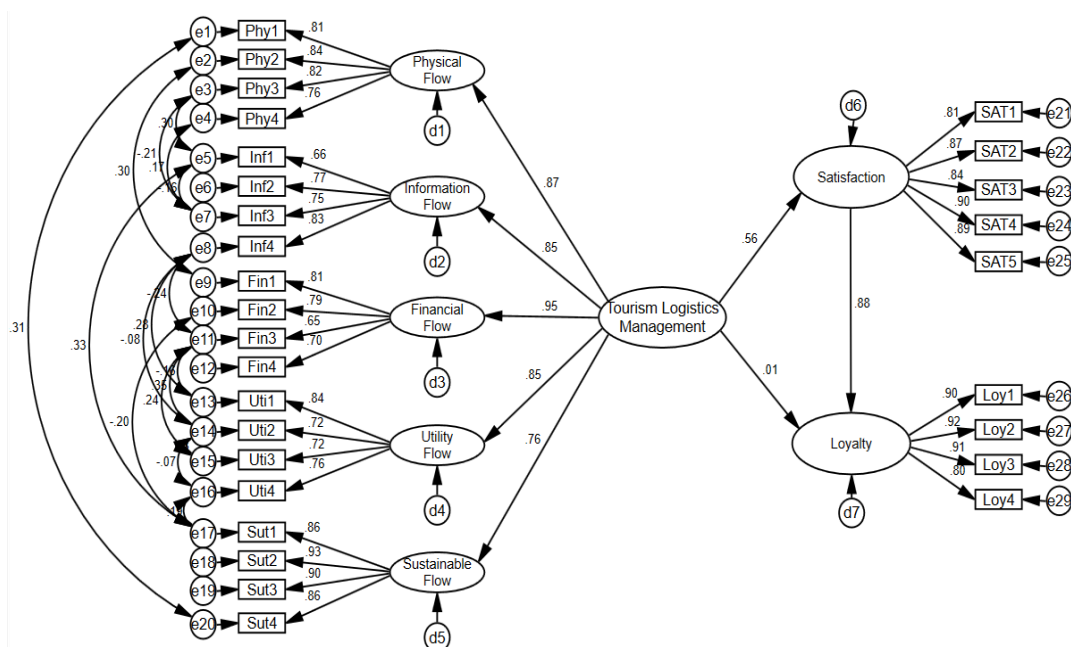 e1 Phy1 .81
e2 Phy2 .84
e3 Phy3 .82
e4 Phy4 .76
Physical
Flow
d1
e5 Inf1 .66
e6 Inf2 .77
e7 Inf3 .75
e8 Inf4 .83
Information
Flow
d2
e9 Fin1 .81
e10 Fin2 .79
e11 Fin3 .65
e12 Fin4 .70
Financial
Flow
d3
e13 Uti1 .84
e14 Uti2 .72
e15 Uti3 .72
e16 Uti4 .76
Utility
Flow
d4
e17 Sut1 .86
e18 Sut2 .93
e19 Sut3 .90
e20 Sut4 .86
Sustainable
Flow
d5
.30
-.21
.17
.30
-.24
.23
-.08
.31
.33
.35
.24
-.20
-.07
.87
.85
.95
.85
.76
Tourism Logistics
Management
.56
.01
.88
d6
Satisfaction
.81 SAT1 e21
.87 SAT2 e22
.84 SAT3 e23
.90 SAT4 e24
.89 SAT5 e25
Loyalty
d7
.90 Loy1 e26
.92 Loy2 e27
.91 Loy3 e28
.80 Loy4 e29